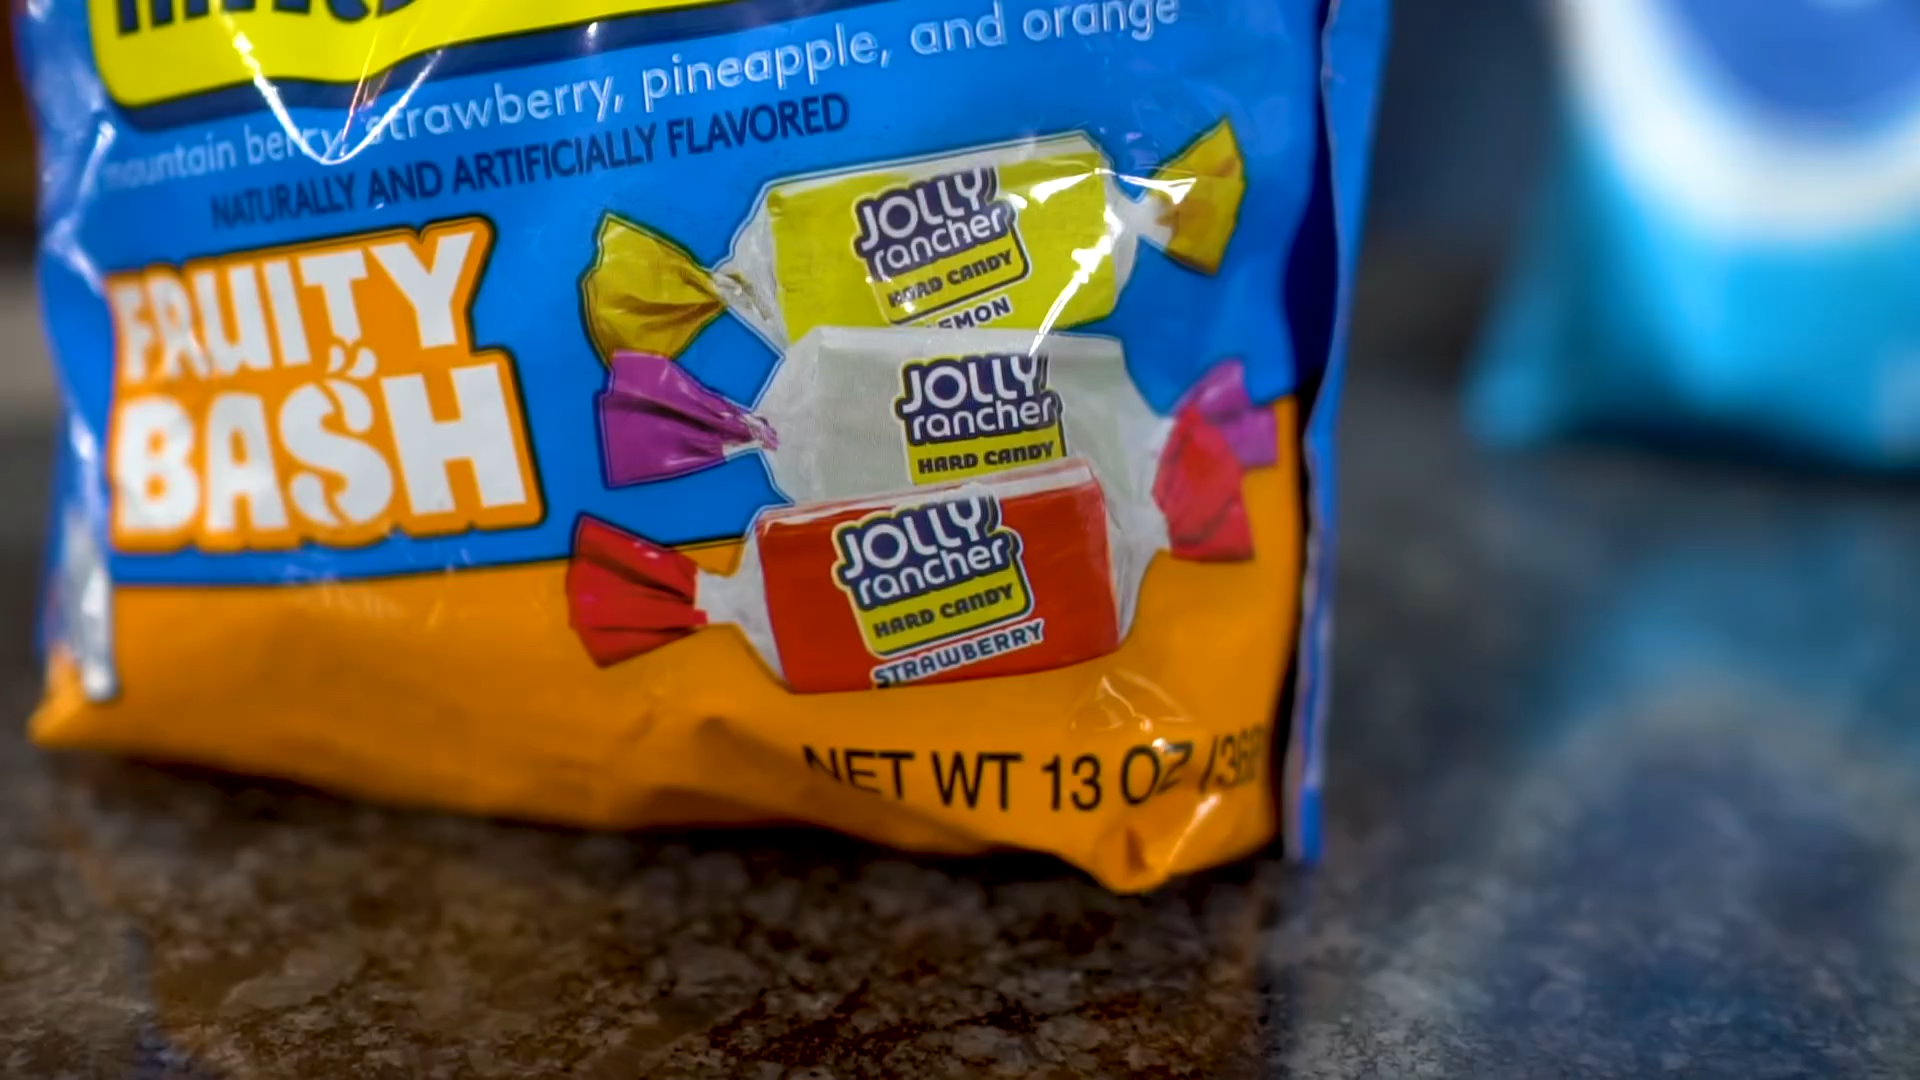 mountain berry, strawberry, pineapple, and orange
NATURALLY AND ARTIFICIALLY FLAVORED
FRUITY
BASH
JOLLY
rancher
HARD CANDY
EMON
JOLLY
rancher
HARD CANDY
JOLLY
rancher
HARD CANDY
STRAWBERRY
NET WT 13 OZ